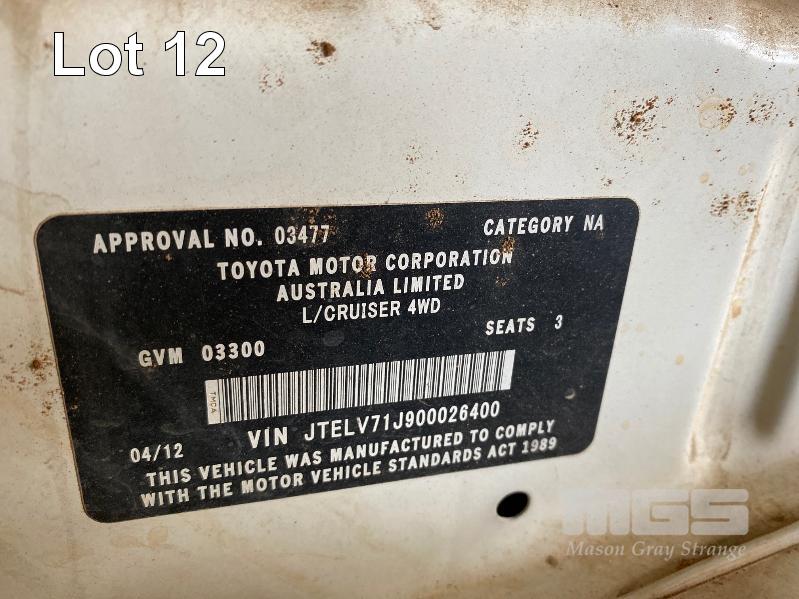 Lot 12
APPROVAL NO. 03477 CATEGORY NA
TOYOTA MOTOR CORPORATION
AUSTRALIA LIMITED
L/CRUISER 4WD
GVM 03300 SEATS 3
TMCA
04/12 VIN JTELV71J900026400
THIS VEHICLE WAS MANUFACTURED TO COMPLY
WITH THE MOTOR VEHICLE STANDARDS ACT 1989
MGS
Mason Gray Strange